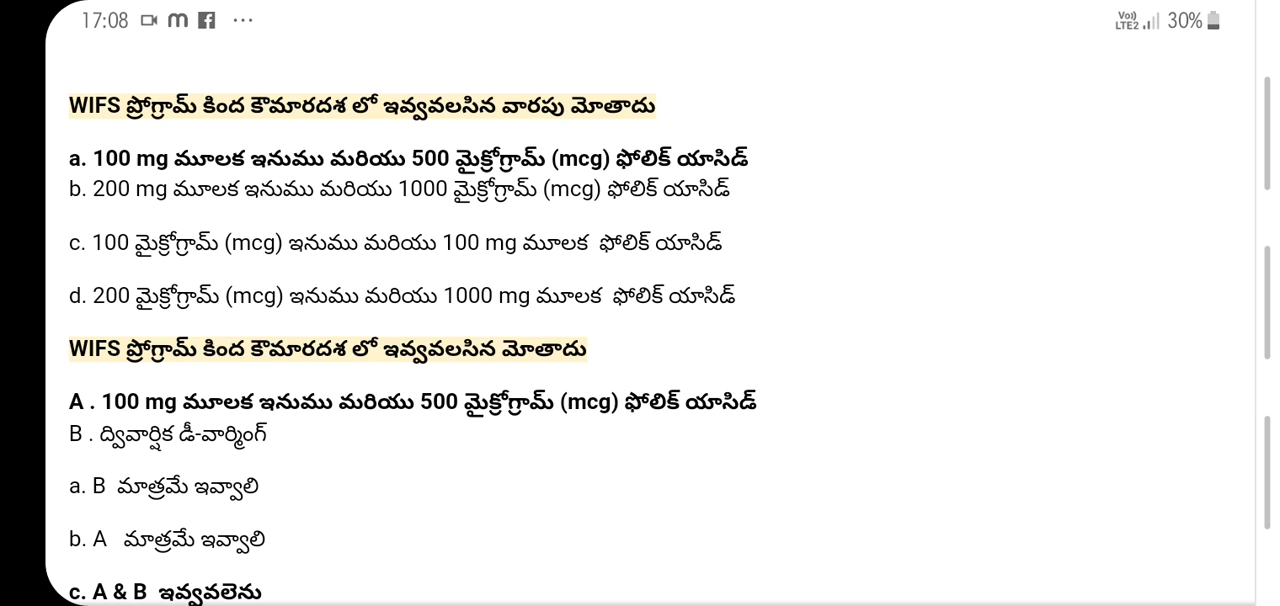 17:08 m f ...
Vo)) LTE2 30%
WIFS ప్రోగ్రామ్ కింద కౌమారదశ లో ఇవ్వవలసిన వారపు మోతాదు
a. 100 mg మూలక ఇనుము మరియు 500 మైక్రోగ్రామ్ (mcg) ఫోలిక్ యాసిడ్
b. 200 mg మూలక ఇనుము మరియు 1000 మైక్రోగ్రామ్ (mcg) ఫోలిక్ యాసిడ్
c. 100 మైక్రోగ్రామ్ (mcg) ఇనుము మరియు 100 mg మూలక ఫోలిక్ యాసిడ్
d. 200 మైక్రోగ్రామ్ (mcg) ఇనుము మరియు 1000 mg మూలక ఫోలిక్ యాసిడ్
WIFS ప్రోగ్రామ్ కింద కౌమారదశ లో ఇవ్వవలసిన మోతాదు
A . 100 mg మూలక ఇనుము మరియు 500 మైక్రోగ్రామ్ (mcg) ఫోలిక్ యాసిడ్
B . ద్వివార్షిక డీ-వార్మింగ్
a. B మాత్రమే ఇవ్వాలి
b. A మాత్రమే ఇవ్వాలి
c. A & B ఇవ్వవలెను